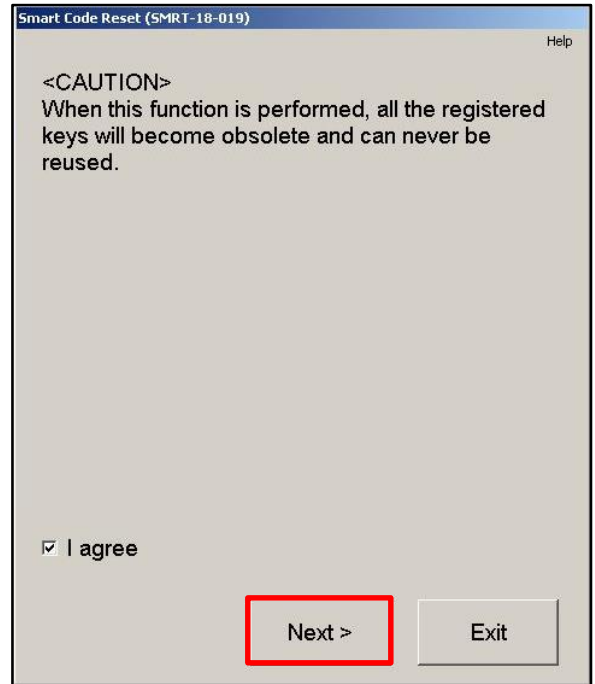 Smart Code Reset (SMRT-18-019)
Help
<CAUTION>
When this function is performed, all the registered
keys will become obsolete and can never be
reused.
I agree
Next >
Exit